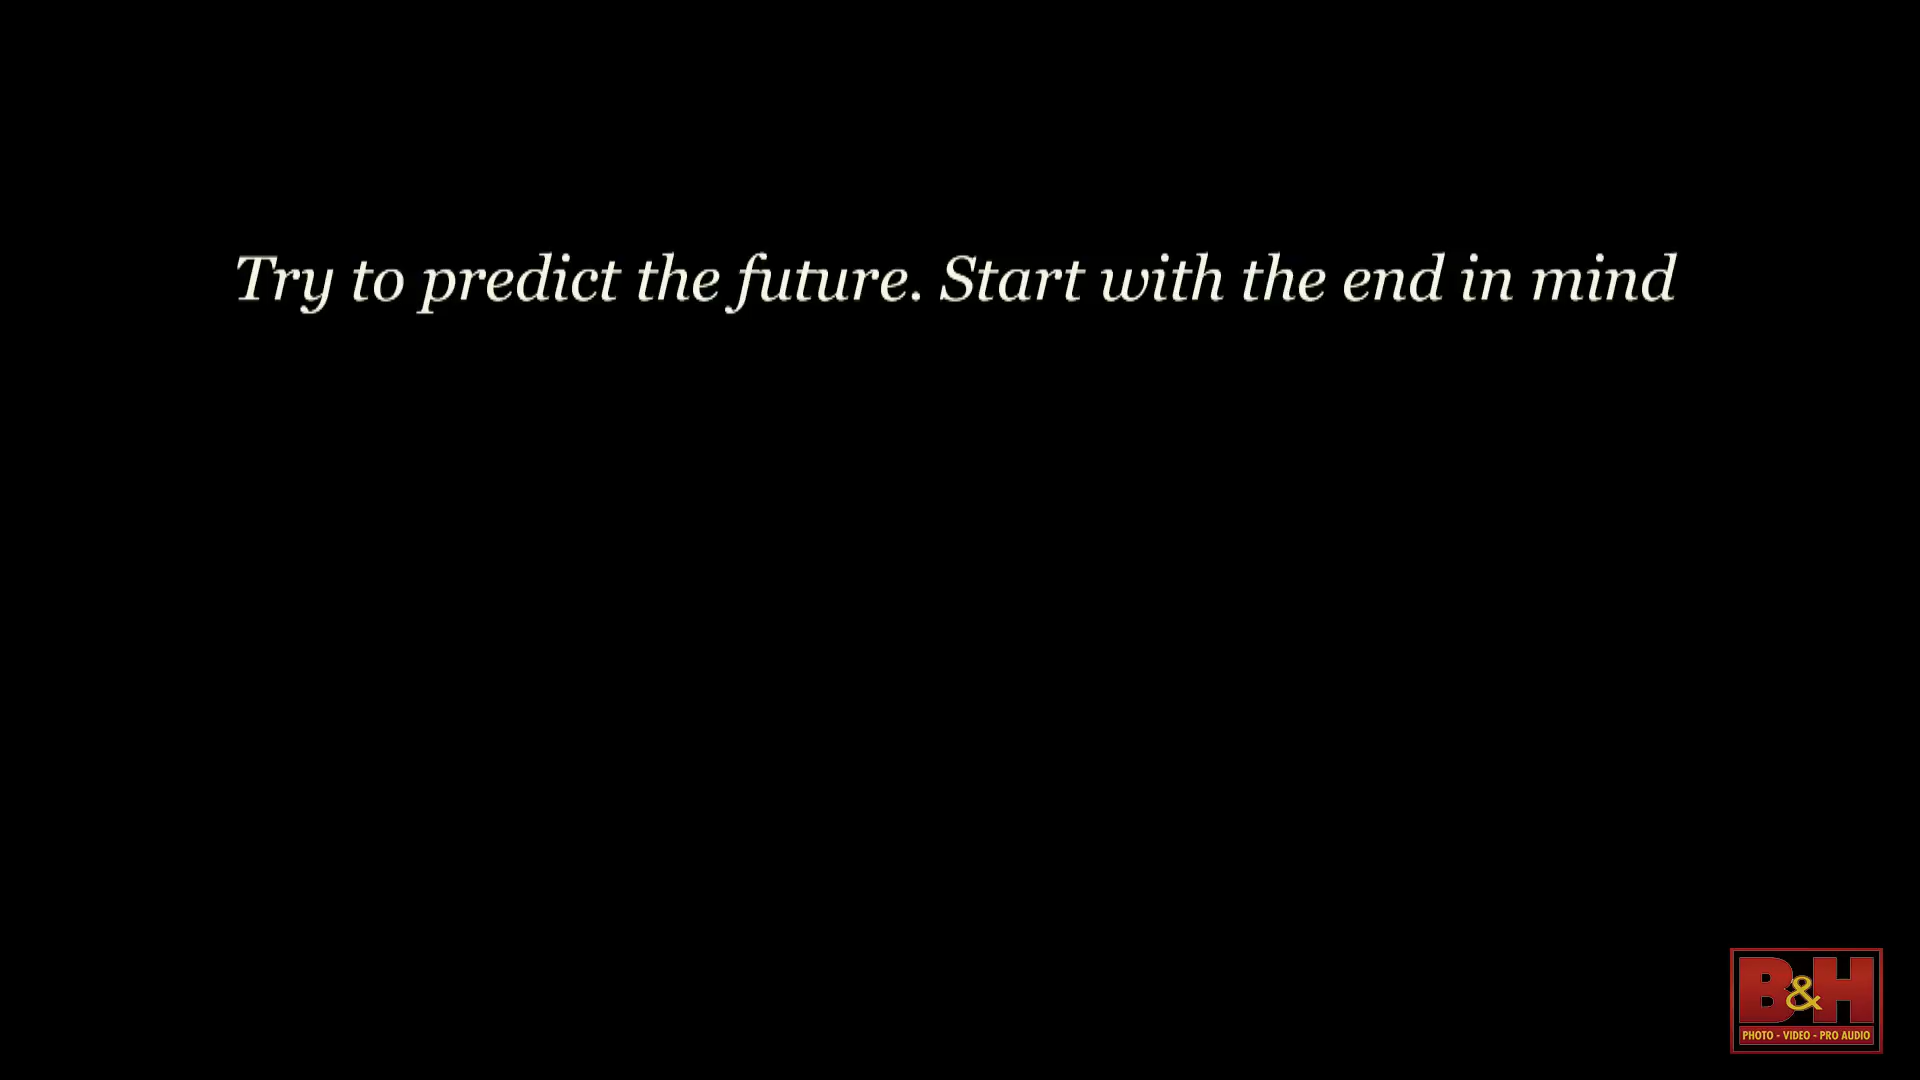 Try to predict the future. Start with the end in mind
B&H
PHOTO - VIDEO - PRO AUDIO